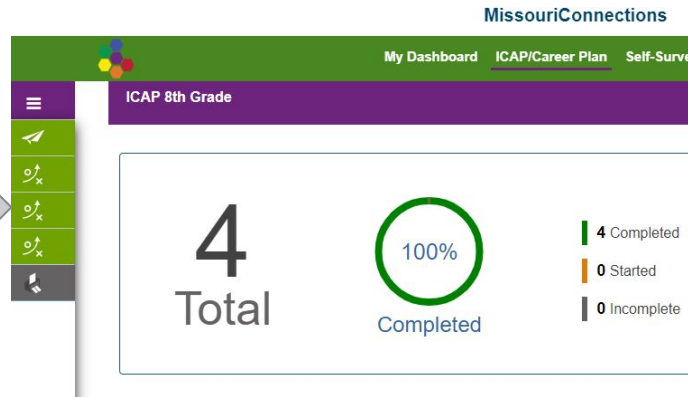 MissouriConnections
My Dashboard ICAP/Career Plan Self-Surve
ICAP 8th Grade
4
Total
100%
Completed
4 Completed
0 Started
0 Incomplete